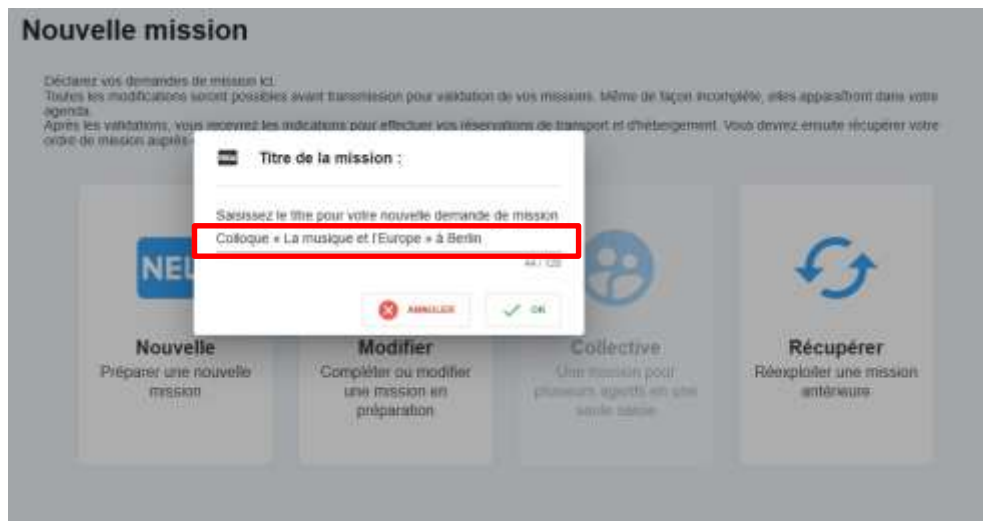 Nouvelle mission
Déclarez vos demandes de mission ici.
Toutes les modifications seront possibles avant transmission pour validation de vos missions. Même de façon incomplète, elles apparaîtront dans votre
agenda.
Après les validations, vous recevrez les indications pour effectuer vos réservations de transport et d'hébergement. Vous devrez ensuite récupérer votre
ordre de mission auprès
Titre de la mission :
Saisissez le titre pour votre nouvelle demande de mission
Colloque « La musique et l'Europe » à Berlin
44 / 120
ANNULER
OK
Nouvelle
Préparer une nouvelle
mission
Modifier
Compléter ou modifier
une mission en
préparation
Collective
Une mission pour
plusieurs agents en une
seule saisie
Récupérer
Réexploiter une mission
antérieure